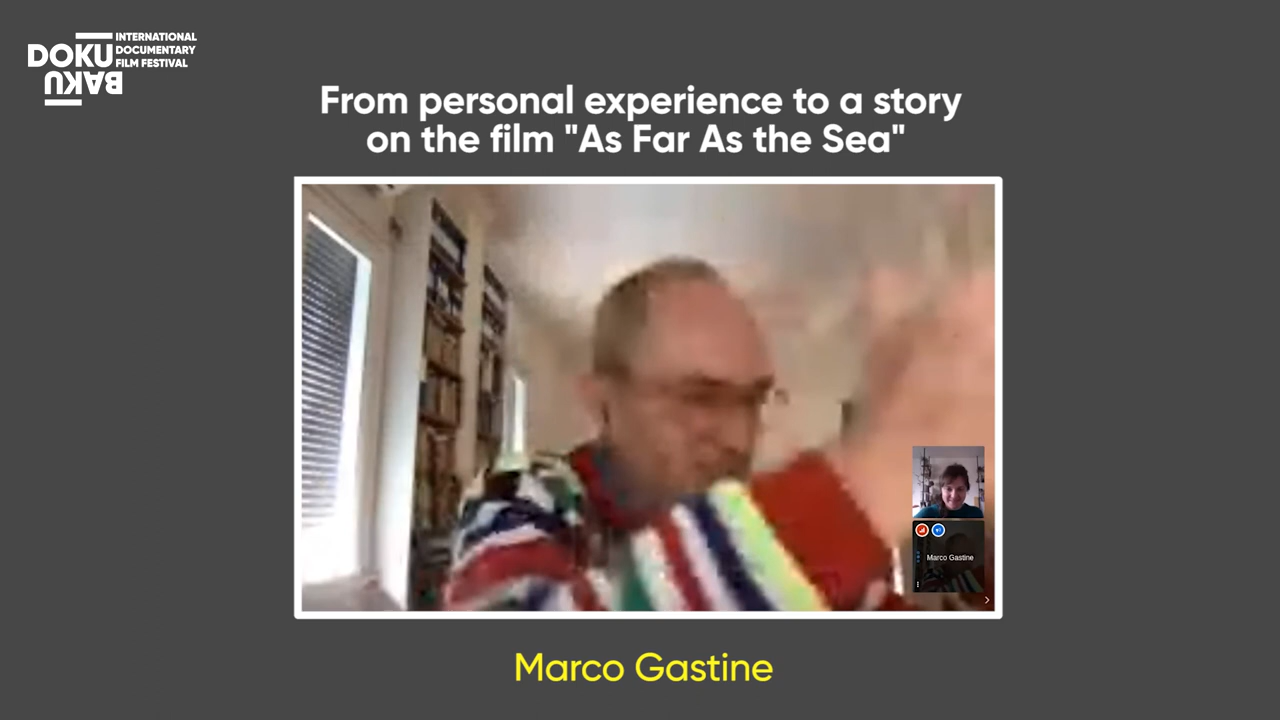 DOKU
BAKU
INTERNATIONAL
DOCUMENTARY
FILM FESTIVAL
From personal experience to a story
on the film "As Far As the Sea"
Marco Gastine
Marco Gastine